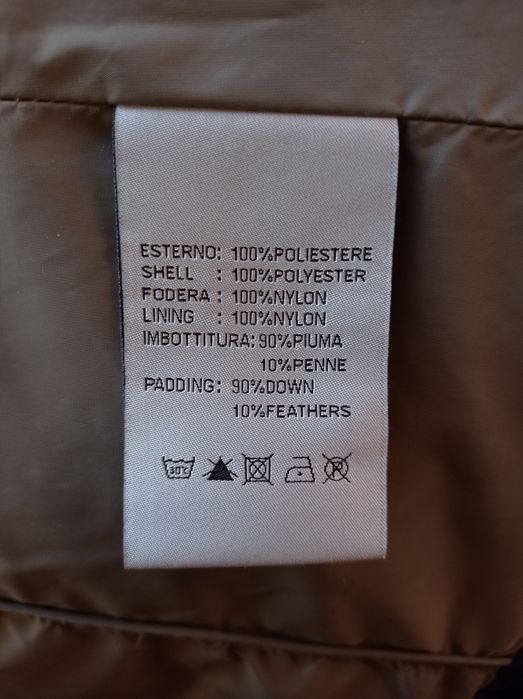 ESTERNO: 100%POLIESTERE
SHELL : 100%POLYESTER
FODERA : 100%NYLON
LINING : 100%NYLON
IMBOTTITURA: 90%PIUMA
10%PENNE
PADDING: 90%DOWN
10%FEATHERS
30°C P